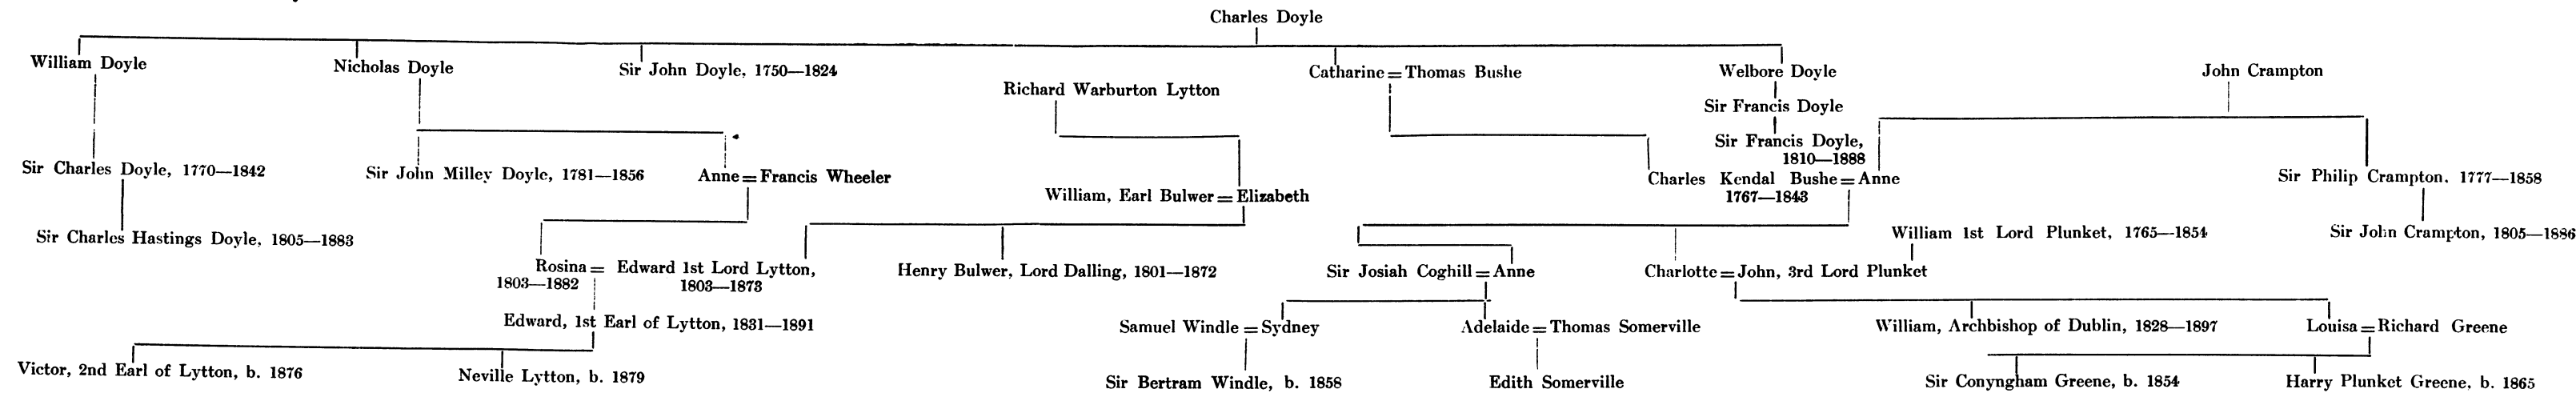 Charles Doyle
William Doyle
Nicholas Doyle
Sir John Doyle, 1750—1824
Catharine = Thomas Bushe
Welbore Doyle
John Crampton
Richard Warburton Lytton
Sir Francis Doyle
Sir Francis Doyle,
1810—1888
Sir Charles Doyle, 1770—1842
Sir John Milley Doyle, 1781—1856
Anne = Francis Wheeler
Charles Kendal Bushe = Anne
1767—1843
Sir Philip Crampton. 1777—1858
William, Earl Bulwer = Elizabeth
Sir Charles Hastings Doyle, 1805—1883
William 1st Lord Plunket, 1765—1854
Sir John Crampton, 1805—1886
Rosina = Edward 1st Lord Lytton,
1803—1882 1803—1873
Henry Bulwer, Lord Dalling, 1801—1872
Sir Josiah Coghill = Anne
Charlotte = John, 3rd Lord Plunket
Edward, 1st Earl of Lytton, 1831—1891
Samuel Windle = Sydney
Adelaide = Thomas Somerville
William, Archbishop of Dublin, 1828—1897
Louisa = Richard Greene
Victor, 2nd Earl of Lytton, b. 1876
Neville Lytton, b. 1879
Sir Bertram Windle, b. 1858
Edith Somerville
Sir Conyngham Greene, b. 1854
Harry Plunket Greene, b. 1865